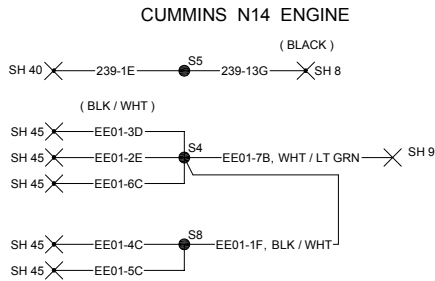 CUMMINS N14 ENGINE
( BLACK )
S5
SH 40 239-1E 239-13G SH 8
( BLK / WHT )
SH 45 EE01-3D
S4
SH 45 EE01-2E EE01-7B, WHT / LT GRN SH 9
SH 45 EE01-6C
S8
SH 45 EE01-4C EE01-1F, BLK / WHT
SH 45 EE01-5C